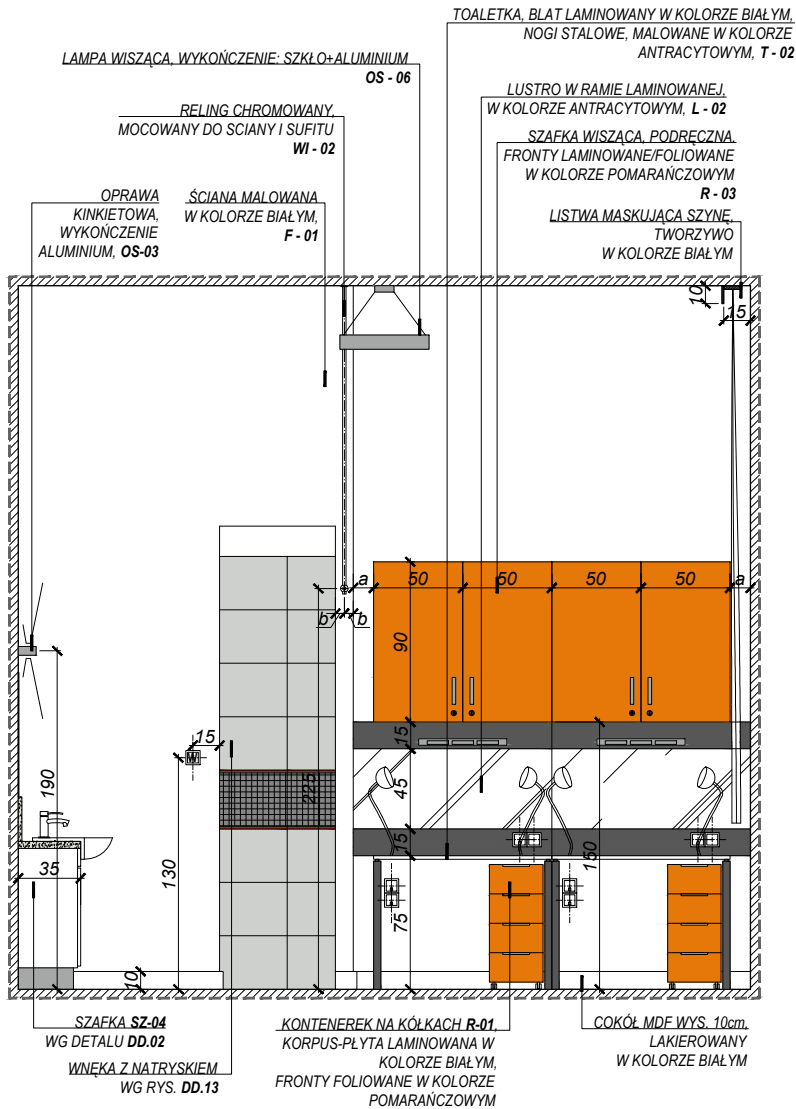 TOALETKA, BLAT LAMINOWANY W KOLORZE BIAŁYM,
NOGI STALOWE, MALOWANE W KOLORZE
ANTRACYTOWYM, T - 02
LAMPA WISZĄCA, WYKOŃCZENIE: SZKŁO+ALUMINIUM
OS - 06
LUSTRO W RAMIE LAMINOWANEJ,
W KOLORZE ANTRACYTOWYM, L - 02
RELING CHROMOWANY,
MOCOWANY DO SCIANY I SUFITU
WI - 02
SZAFKA WISZĄCA, PODRĘCZNA,
FRONTY LAMINOWANE/FOLIOWANE
W KOLORZE POMARAŃCZOWYM
R - 03
OPRAWA
KINKIETOWA,
WYKOŃCZENIE
ALUMINIUM, OS-03
ŚCIANA MALOWANA
W KOLORZE BIAŁYM,
F - 01
LISTWA MASKUJĄCA SZYNĘ,
TWORZYWO
W KOLORZE BIAŁYM
10
15
a
50
50
50
50
a
b
b
90
15
W
15
45
225
190
130
15
150
35
75
10
SZAFKA SZ-04
WG DETALU DD.02
WNĘKA Z NATRYSKIEM
WG RYS. DD.13
KONTENEREK NA KÓŁKACH R-01,
KORPUS-PŁYTA LAMINOWANA W
KOLORZE BIAŁYM,
FRONTY FOLIOWANE W KOLORZE
POMARAŃCZOWYM
COKÓŁ MDF WYS. 10cm,
LAKIEROWANY
W KOLORZE BIAŁYM